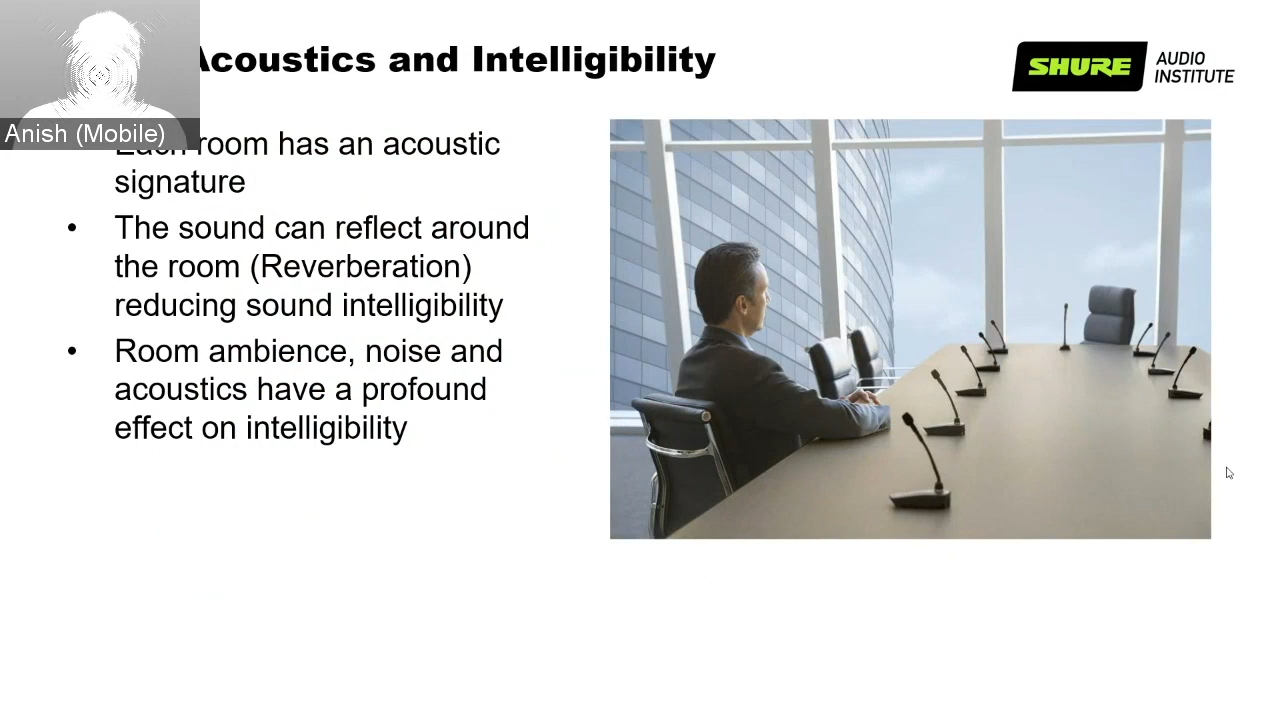 Acoustics and Intelligibility
SHURE AUDIO
INSTITUTE
Anish (Mobile)
Each room has an acoustic
signature
• The sound can reflect around
the room (Reverberation)
reducing sound intelligibility
• Room ambience, noise and
acoustics have a profound
effect on intelligibility